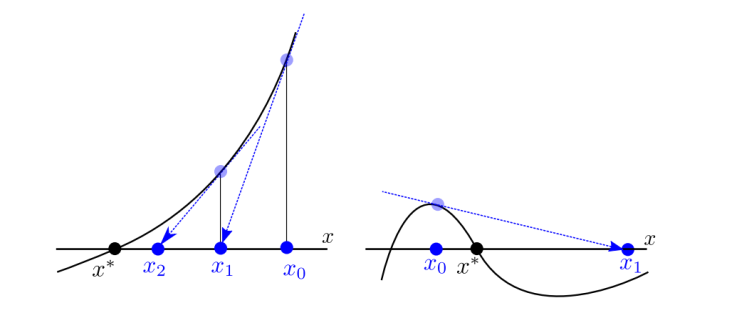 x
x* x₂ x₁ x₀
x
x₀ x* x₁